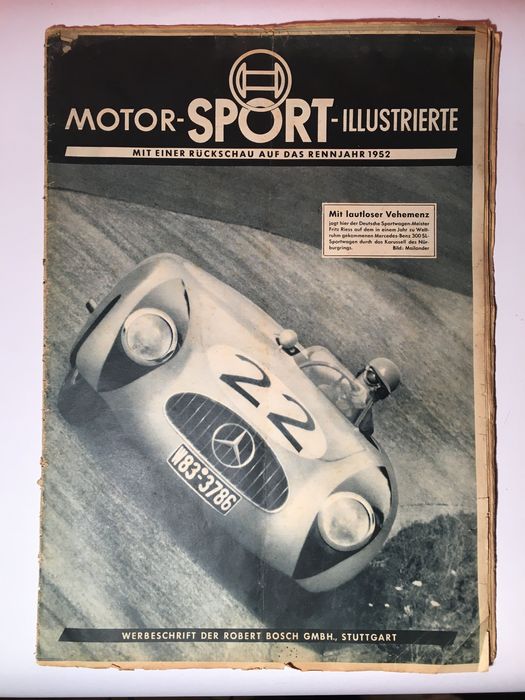 MOTOR-SPORT-ILLUSTRIERTE
MIT EINER RÜCKSCHAU AUF DAS RENNJAHR 1952
Mit lautloser Vehemenz
jagt hier der Deutsche Sportwagen-Meister
Fritz Riess auf dem in einem Jahr zu Welt-
ruhm gekommenen Mercedes-Benz 300 SL-
Sportwagen durch das Karussell des Nür-
burgrings. Bild: Mailander
22
W83-3786
WERBESCHRIFT DER ROBERT BOSCH GMBH., STUTTGART